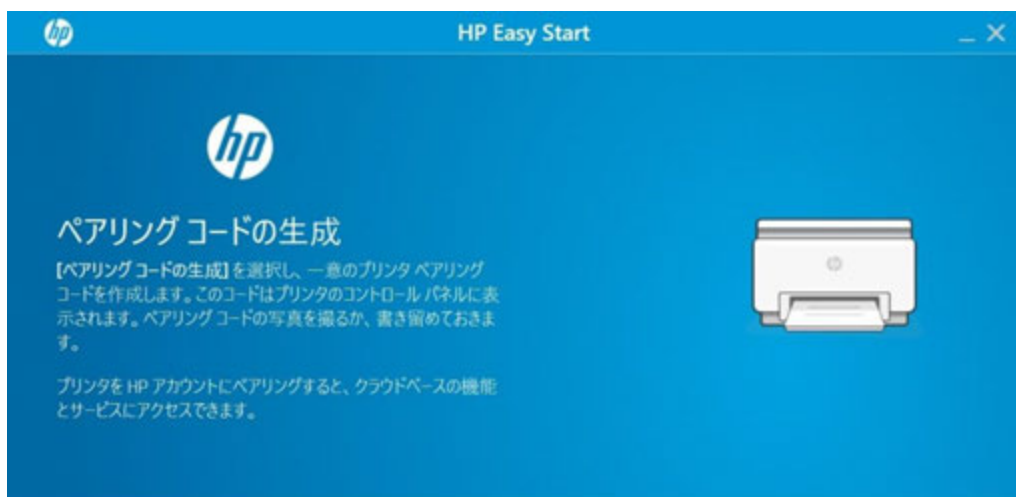 hp
HP Easy Start
hp
ペアリング コードの生成
[ペアリング コードの生成] を選択し、一意のプリンタ ペアリング
コードを作成します。このコードはプリンタのコントロール パネルに表
示されます。ペアリング コードの写真を撮るか、書き留めておきま
す。
プリンタを HP アカウントにペアリングすると、クラウドベースの機能
とサービスにアクセスできます。
hp